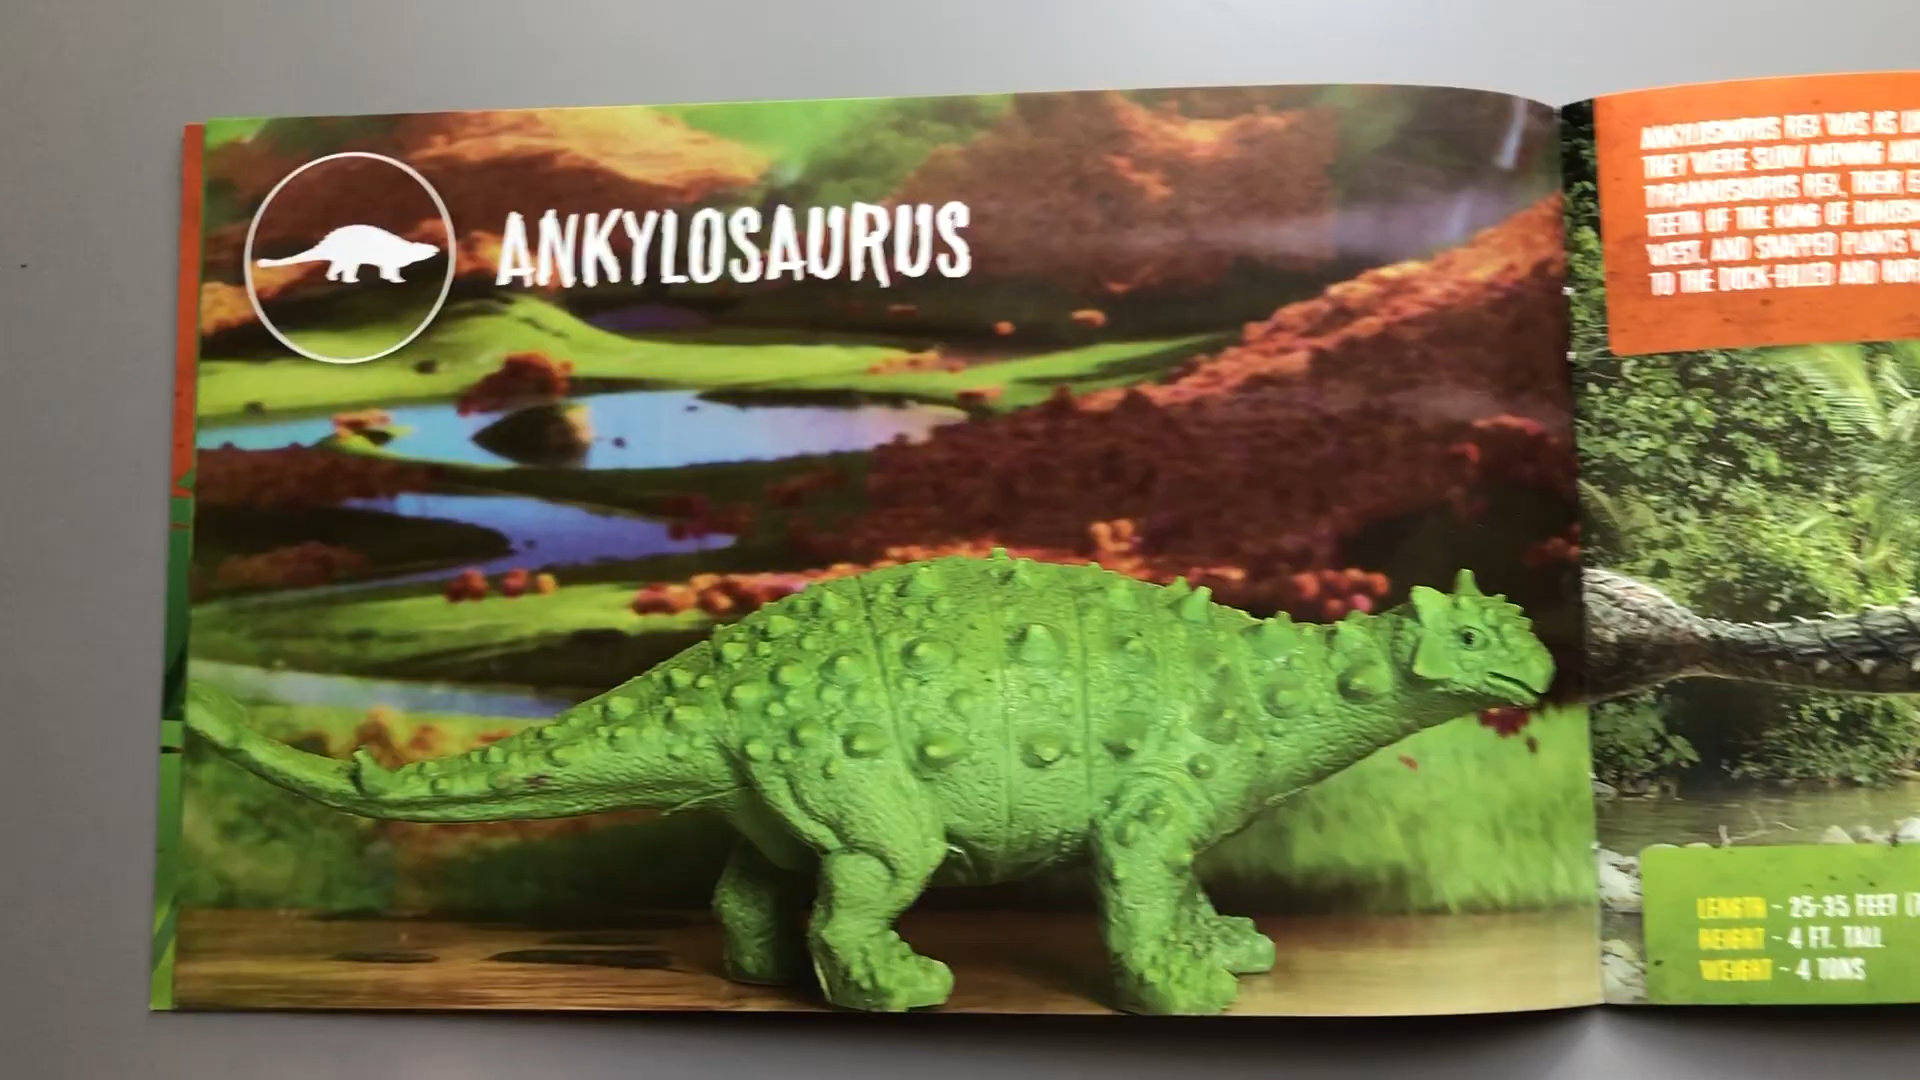 ANKYLOSAURUS
ANKYLOSAURUS REX WAS AS
THEY WERE SLOW MOVING
TYRANNOSAURUS REX, THEIR
TEETH OF THE KING OF
WEST, AND SNAPPED PLANTS
TO THE DUCK-BILLED AND
LENGTH - 25-35 FEET
HEIGHT - 4 FT. TALL
WEIGHT - 4 TONS